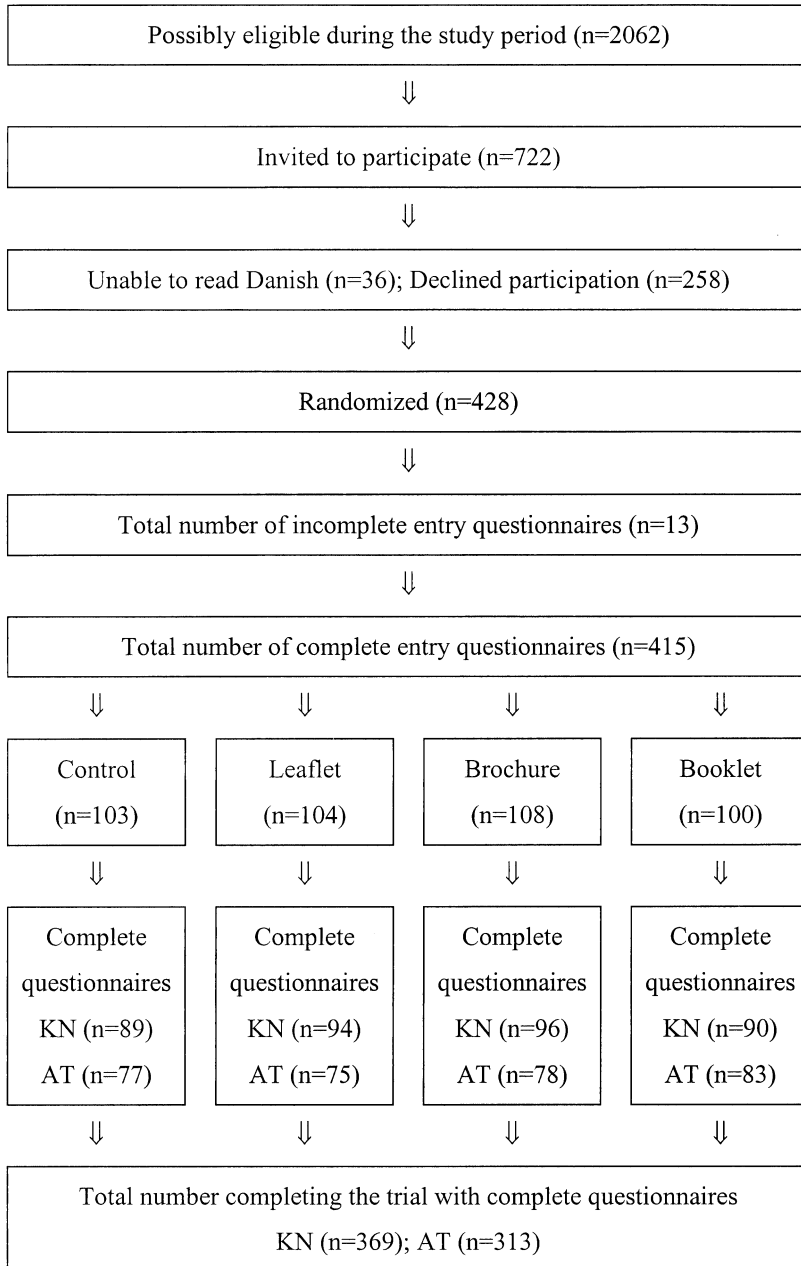 Possibly eligible during the study period (n=2062)
⇓
Invited to participate (n=722)
⇓
Unable to read Danish (n=36); Declined participation (n=258)
⇓
Randomized (n=428)
⇓
Total number of incomplete entry questionnaires (n=13)
⇓
Total number of complete entry questionnaires (n=415)
⇓ ⇓ ⇓ ⇓
Control
(n=103)
Leaflet
(n=104)
Brochure
(n=108)
Booklet
(n=100)
⇓ ⇓ ⇓ ⇓
Complete
questionnaires
KN (n=89)
AT (n=77)
Complete
questionnaires
KN (n=94)
AT (n=75)
Complete
questionnaires
KN (n=96)
AT (n=78)
Complete
questionnaires
KN (n=90)
AT (n=83)
⇓ ⇓ ⇓ ⇓
Total number completing the trial with complete questionnaires
KN (n=369); AT (n=313)